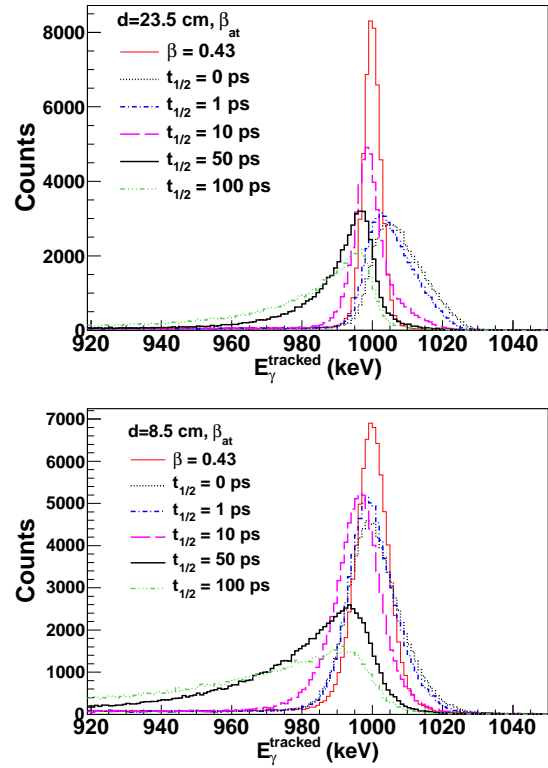 d=23.5 cm, β_at
β = 0.43
t_1/2 = 0 ps
t_1/2 = 1 ps
t_1/2 = 10 ps
t_1/2 = 50 ps
t_1/2 = 100 ps
Counts
8000
6000
4000
2000
0
920 940 960 980 1000 1020 1040
E_γ^tracked (keV)
d=8.5 cm, β_at
β = 0.43
t_1/2 = 0 ps
t_1/2 = 1 ps
t_1/2 = 10 ps
t_1/2 = 50 ps
t_1/2 = 100 ps
Counts
7000
6000
5000
4000
3000
2000
1000
0
920 940 960 980 1000 1020 1040
E_γ^tracked (keV)